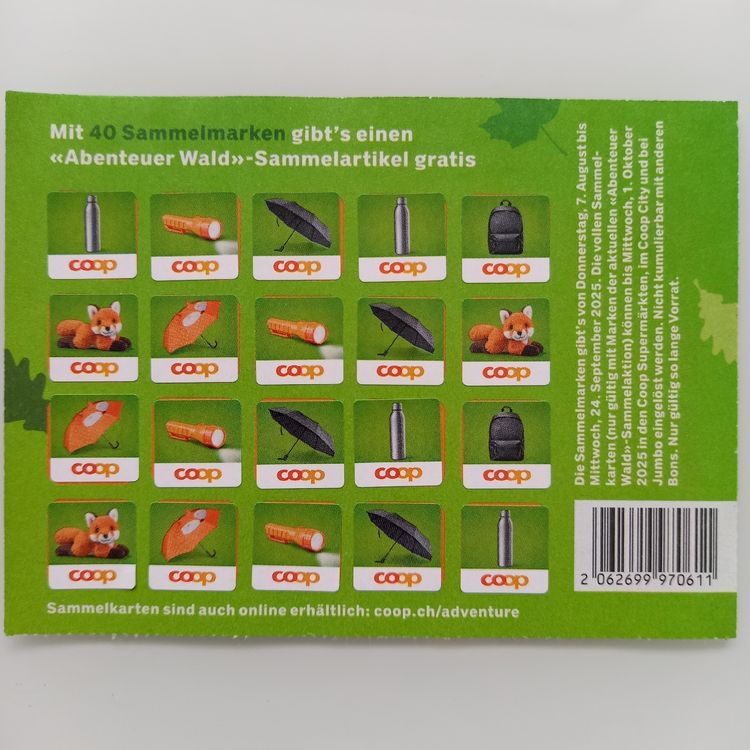 Mit 40 Sammelmarken gibt's einen
«Abenteuer Wald»-Sammelartikel gratis
coop coop coop coop coop
coop coop coop coop coop
coop coop coop coop coop
coop coop coop coop coop
Sammelkarten sind auch online erhältlich: coop.ch/adventure
Die Sammelmarken gibt's von Donnerstag, 7. August bis
Mittwoch, 24. September 2025. Die vollen Sammel-
karten (nur gültig mit Marken der aktuellen «Abenteuer
Wald»-Sammelaktion) können bis Mittwoch, 1. Oktober
2025 in den Coop Supermärkten, im Coop City und bei
Jumbo eingelöst werden. Nicht kumulierbar mit anderen
Bons. Nur gültig solange Vorrat.
2 062699 970611